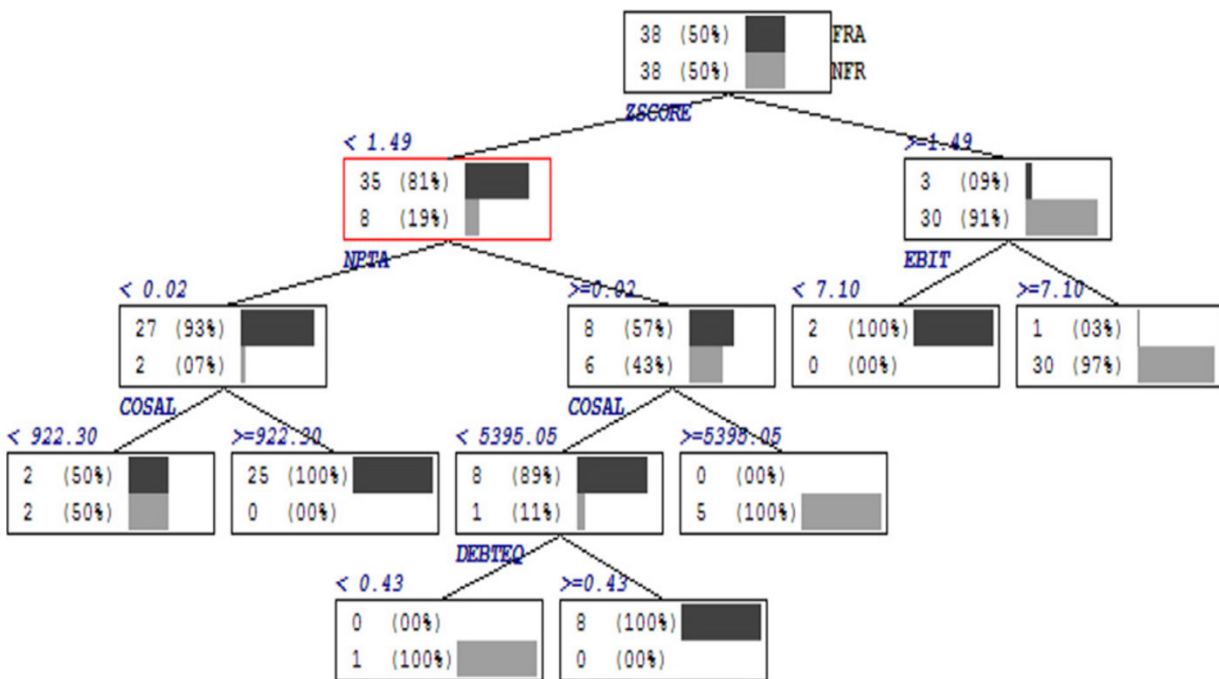 38 (50%) FRA
38 (50%) NFR
ZSCORE
< 1.49 >=1.49
35 (81%) 3 (09%)
8 (19%) 30 (91%)
NPTA EBIT
< 0.02 >=0.02 < 7.10 >=7.10
27 (93%) 8 (57%) 2 (100%) 1 (03%)
2 (07%) 6 (43%) 0 (00%) 30 (97%)
COSAL COSAL
< 922.30 >=922.30 < 5395.05 >=5395.05
2 (50%) 25 (100%) 8 (89%) 0 (00%)
2 (50%) 0 (00%) 1 (11%) 5 (100%)
DEBTEQ
< 0.43 >=0.43
0 (00%) 8 (100%)
1 (100%) 0 (00%)